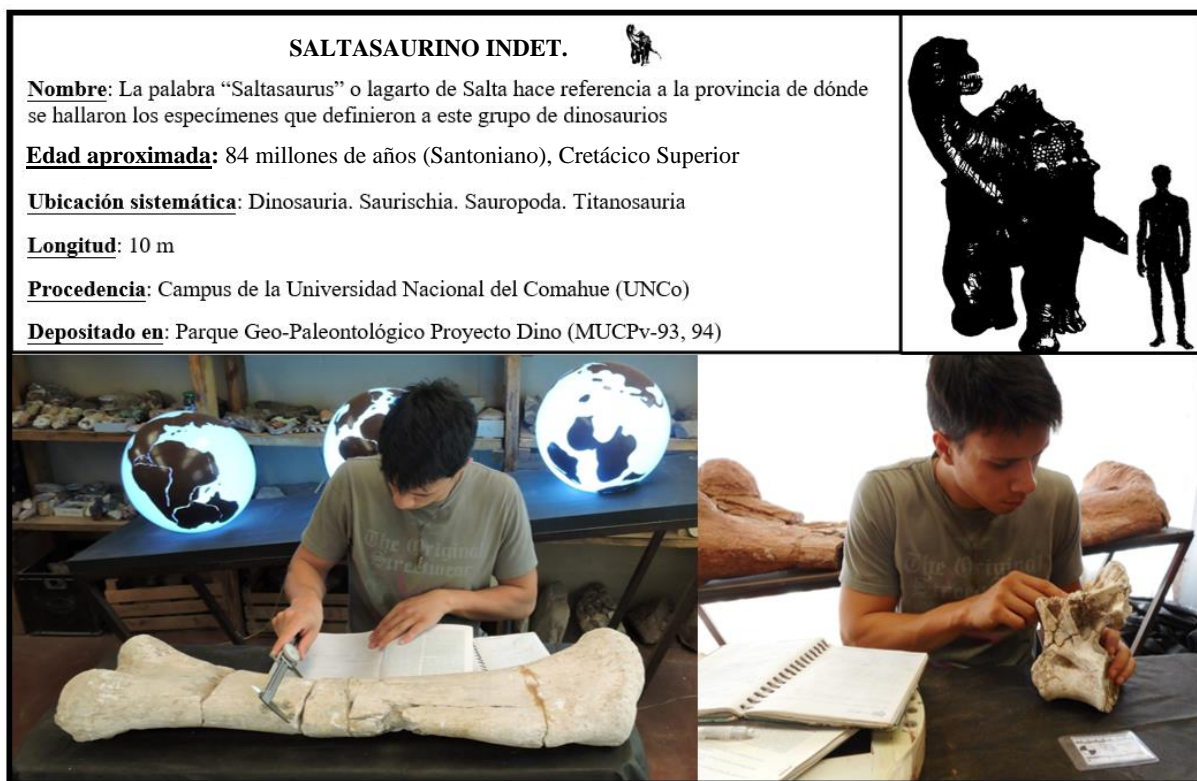 SALTASAURINO INDET.
Nombre: La palabra “Saltasaurus” o lagarto de Salta hace referencia a la provincia de dónde
se hallaron los especímenes que definieron a este grupo de dinosaurios
Edad aproximada: 84 millones de años (Santoniano), Cretácico Superior
Ubicación sistemática: Dinosauria. Saurischia. Sauropoda. Titanosauria
Longitud: 10 m
Procedencia: Campus de la Universidad Nacional del Comahue (UNCo)
Depositado en: Parque Geo-Paleontológico Proyecto Dino (MUCPv-93, 94)
The Original
The Original